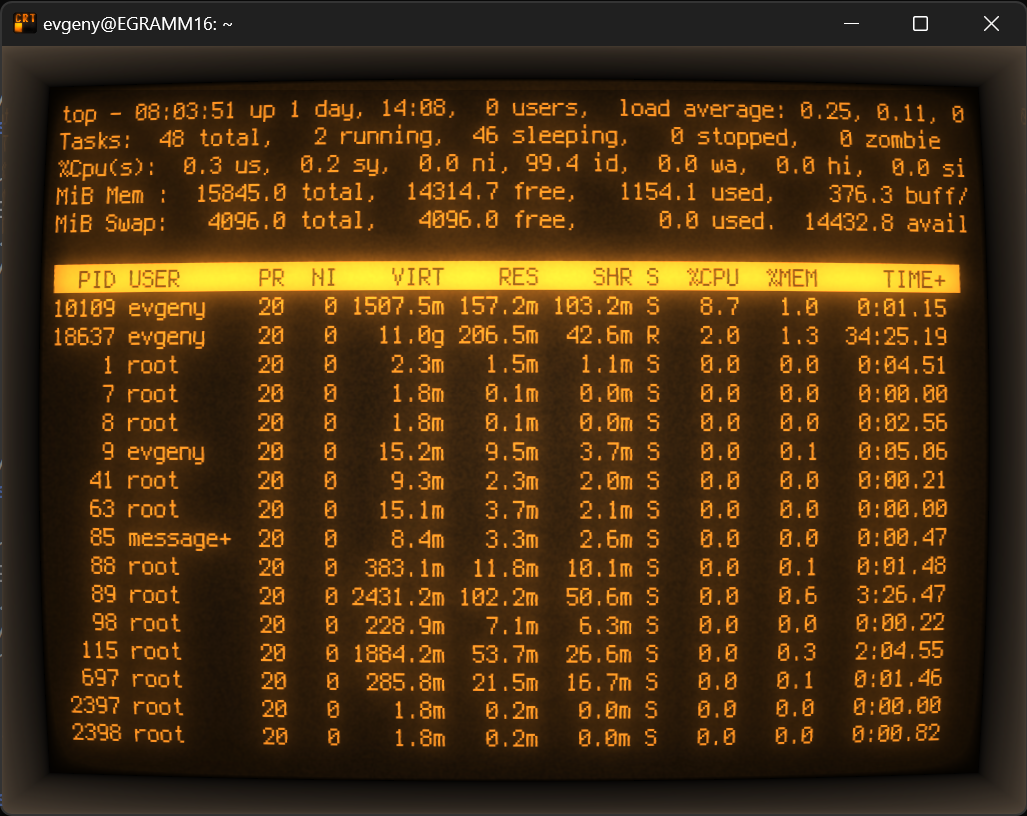 CRT
evgeny@EGRAMM16: ~
top - 08:03:51 up 1 day, 14:08,  0 users,  load average: 0.25, 0.11, 0
Tasks:  48 total,   2 running,  46 sleeping,   0 stopped,   0 zombie
%Cpu(s):  0.3 us,  0.2 sy,  0.0 ni, 99.4 id,  0.0 wa,  0.0 hi,  0.0 si
MiB Mem :  15845.0 total,  14314.7 free,   1154.1 used,    376.3 buff/
MiB Swap:   4096.0 total,   4096.0 free,      0.0 used.  14432.8 avail
PID USER      PR  NI    VIRT    RES    SHR S  %CPU  %MEM     TIME+
10109 evgeny    20   0 1507.5m 157.2m 103.2m S   8.7   1.0   0:01.15
18637 evgeny    20   0   11.0g 206.5m  42.6m R   2.0   1.3  34:25.19
1 root      20   0    2.3m   1.5m   1.1m S   0.0   0.0   0:04.51
7 root      20   0    1.8m   0.1m   0.0m S   0.0   0.0   0:00.00
8 root      20   0    1.8m   0.1m   0.0m S   0.0   0.0   0:02.56
9 evgeny    20   0   15.2m   9.5m   3.7m S   0.0   0.1   0:05.06
41 root      20   0    9.3m   2.3m   2.0m S   0.0   0.0   0:00.21
63 root      20   0   15.1m   3.7m   2.1m S   0.0   0.0   0:00.00
85 message+  20   0    8.4m   3.3m   2.6m S   0.0   0.0   0:00.47
88 root      20   0  383.1m  11.8m  10.1m S   0.0   0.1   0:01.48
89 root      20   0 2431.2m 102.2m  50.6m S   0.0   0.6   3:26.47
98 root      20   0  228.9m   7.1m   6.3m S   0.0   0.0   0:00.22
115 root      20   0 1884.2m  53.7m  26.6m S   0.0   0.3   2:04.55
697 root      20   0  285.8m  21.5m  16.7m S   0.0   0.1   0:01.46
2397 root      20   0    1.8m   0.2m   0.0m S   0.0   0.0   0:00.00
2398 root      20   0    1.8m   0.2m   0.0m S   0.0   0.0   0:00.82